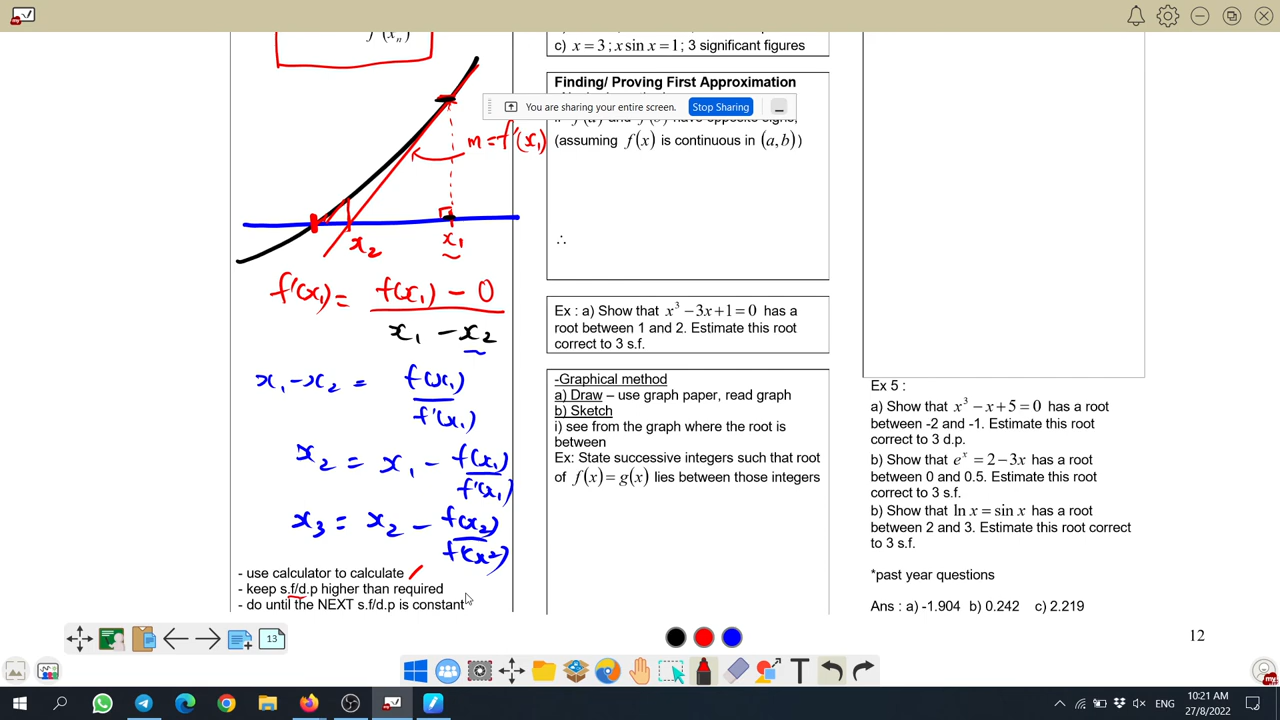 f'(xₙ)
m = f'(x₁)
x₂
x₁
f'(x₁) = f(x₁) − 0
x₁ − x₂
x₁ − x₂ = f(x₁)
f'(x₁)
x₂ = x₁ − f(x₁)
f'(x₁)
x₃ = x₂ − f(x₂)
f'(x²)
- use calculator to calculate
- keep s.f/d.p higher than required
- do until the NEXT s.f/d.p is constant
c) x = 3 ; x sin x = 1 ; 3 significant figures
Finding/ Proving First Approximation
You are sharing your entire screen. Stop Sharing
(assuming f(x) is continuous in (a, b))
∴
Ex : a) Show that x³ − 3x + 1 = 0 has a
root between 1 and 2. Estimate this root
correct to 3 s.f.
-Graphical method
a) Draw – use graph paper, read graph
b) Sketch
i) see from the graph where the root is
between
Ex: State successive integers such that root
of f(x) = g(x) lies between those integers
Ex 5 :
a) Show that x³ − x + 5 = 0 has a root
between -2 and -1. Estimate this root
correct to 3 d.p.
b) Show that eˣ = 2 − 3x has a root
between 0 and 0.5. Estimate this root
correct to 3 s.f.
b) Show that ln x = sin x has a root
between 2 and 3. Estimate this root correct
to 3 s.f.
*past year questions
Ans : a) -1.904 b) 0.242 c) 2.219
12
13
T
my
ENG
10:21 AM
27/8/2022